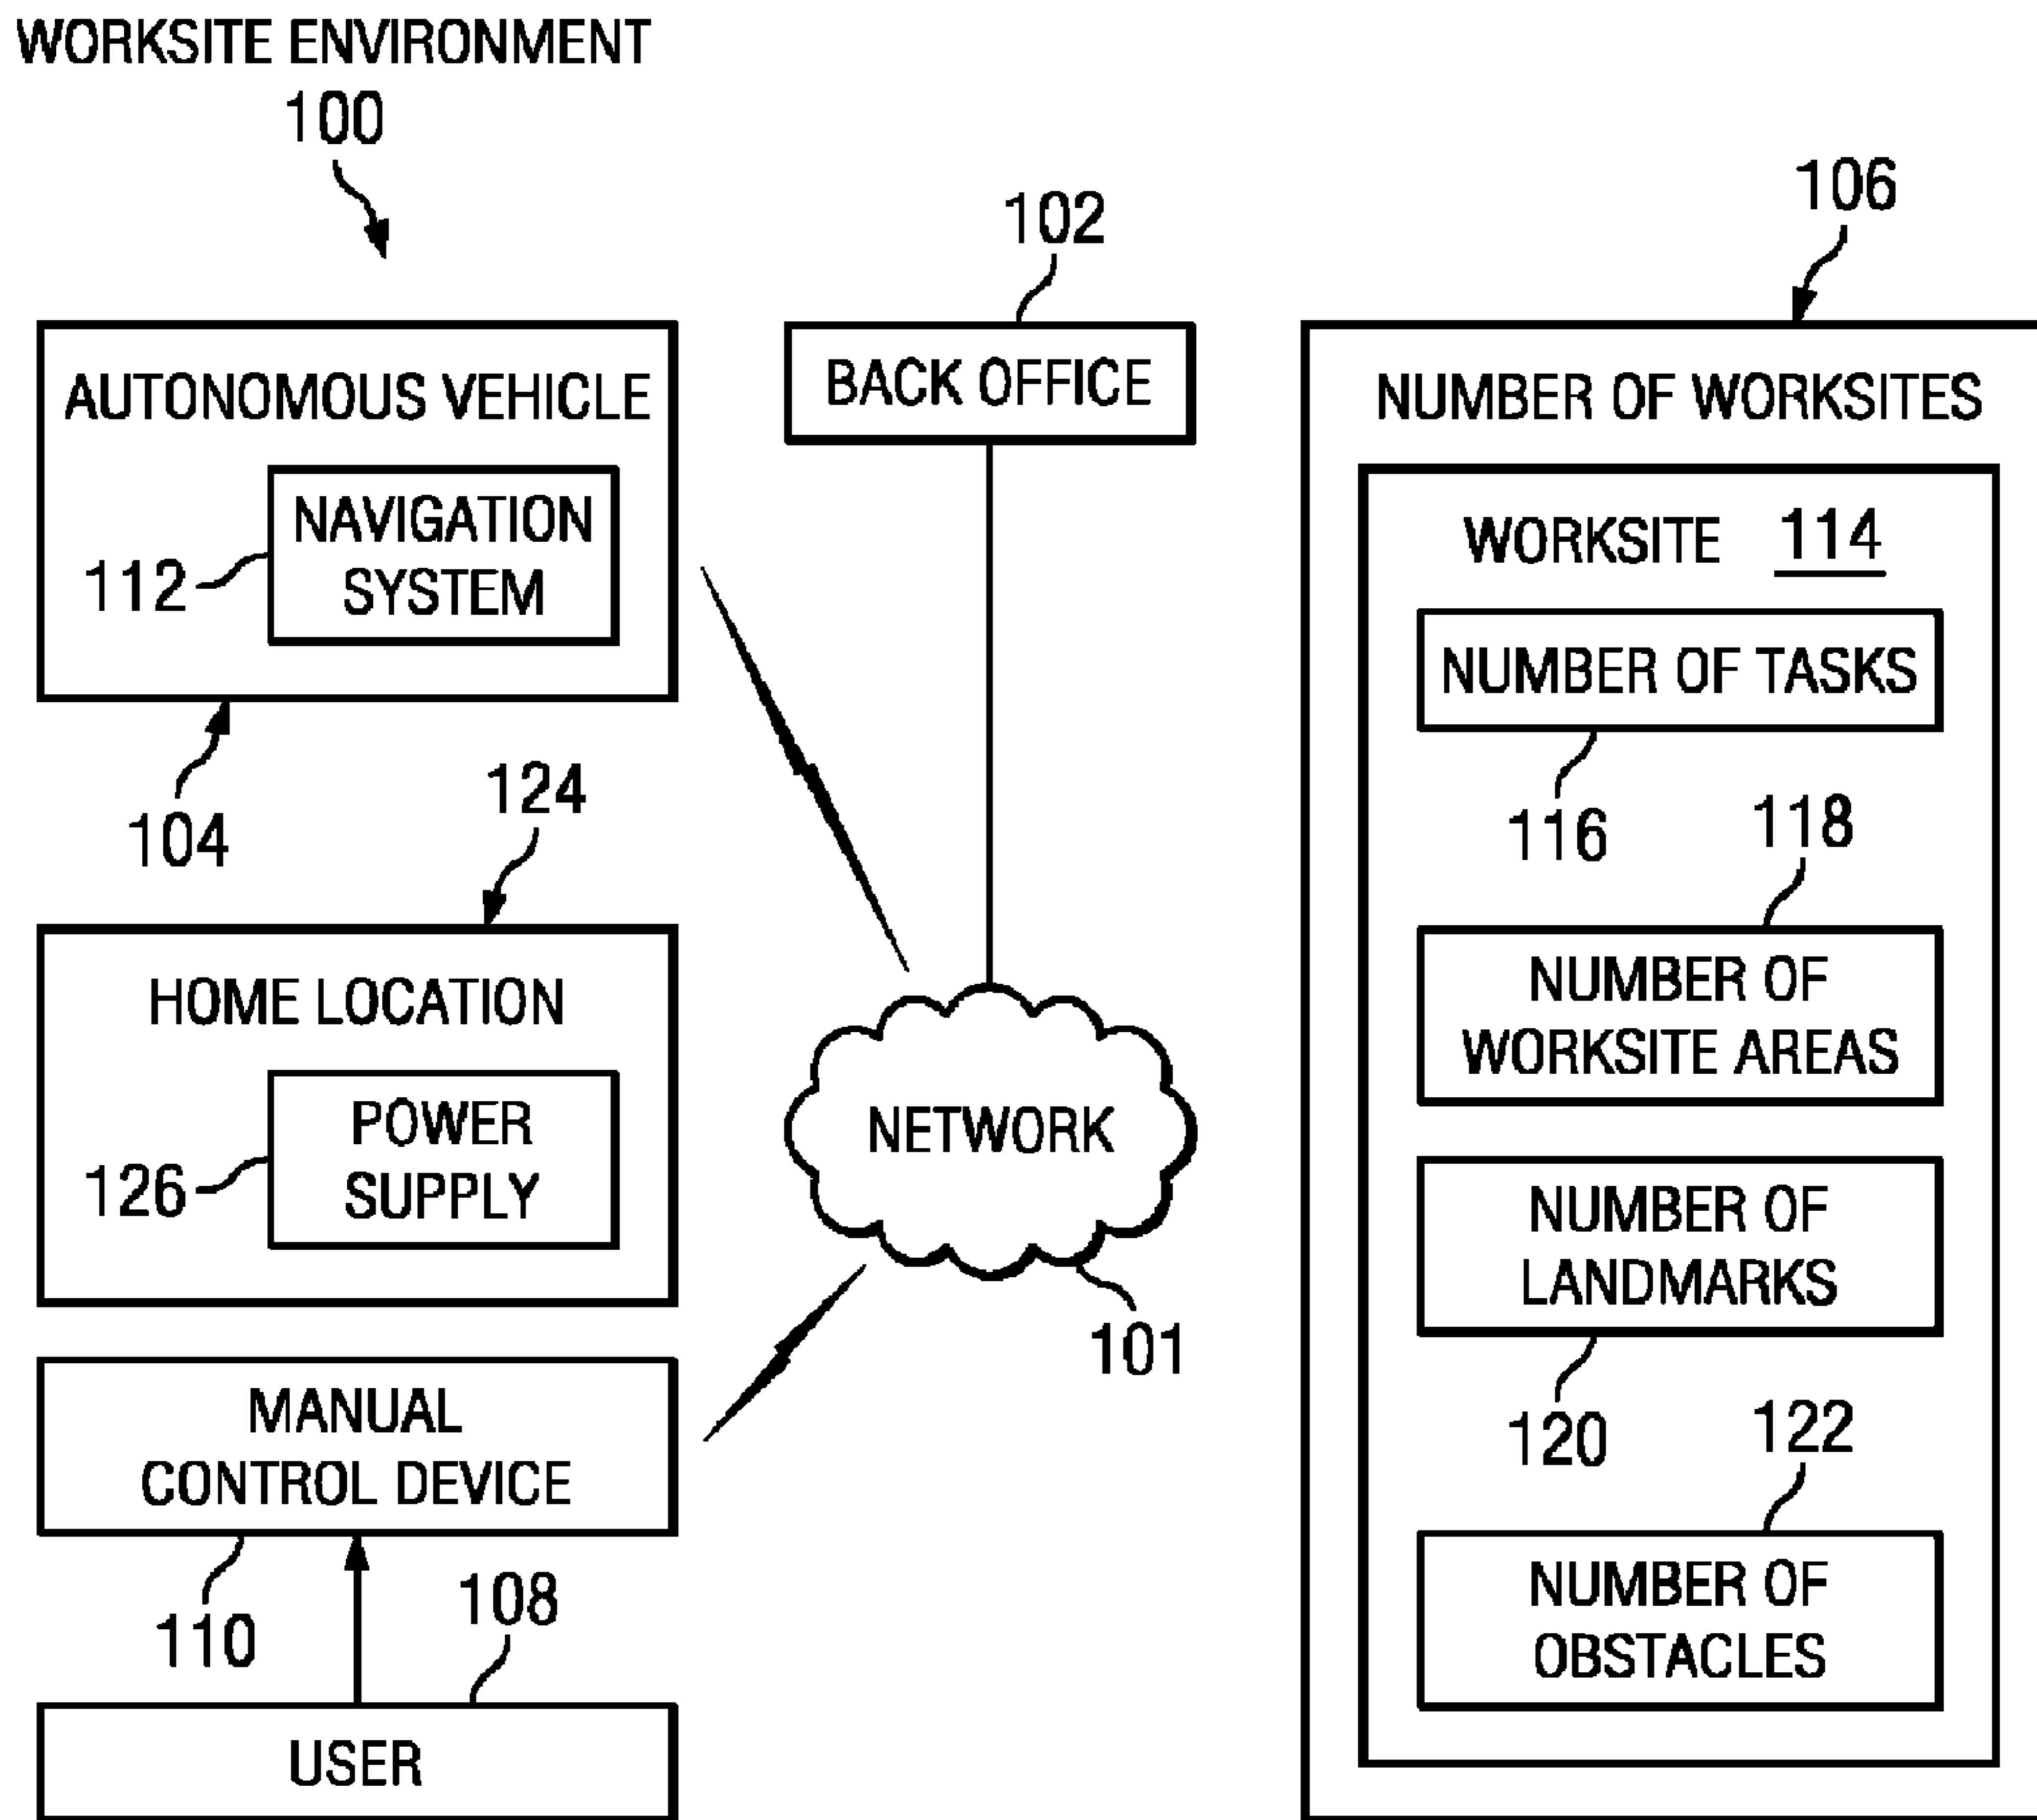 WORKSITE ENVIRONMENT
100
102
106
AUTONOMOUS VEHICLE
NAVIGATION
SYSTEM
112
104
BACK OFFICE
NUMBER OF WORKSITES
WORKSITE 114
NUMBER OF TASKS
116
118
NUMBER OF
WORKSITE AREAS
NUMBER OF
LANDMARKS
120
122
NUMBER OF
OBSTACLES
124
HOME LOCATION
POWER
SUPPLY
126
NETWORK
101
MANUAL
CONTROL DEVICE
110
108
USER